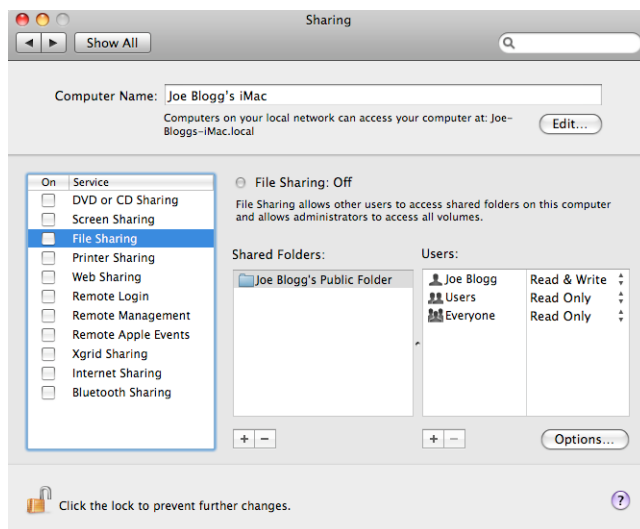 Sharing
Show All
Computer Name: Joe Blogg's iMac
Computers on your local network can access your computer at: Joe-
Bloggs-iMac.local
Edit...
On Service
DVD or CD Sharing
Screen Sharing
File Sharing
Printer Sharing
Web Sharing
Remote Login
Remote Management
Remote Apple Events
Xgrid Sharing
Internet Sharing
Bluetooth Sharing
File Sharing: Off
File Sharing allows other users to access shared folders on this computer
and allows administrators to access all volumes.
Shared Folders:
Joe Blogg's Public Folder
Users:
Joe Blogg Read & Write
Users Read Only
Everyone Read Only
+ −
+ −
Options...
Click the lock to prevent further changes.
?